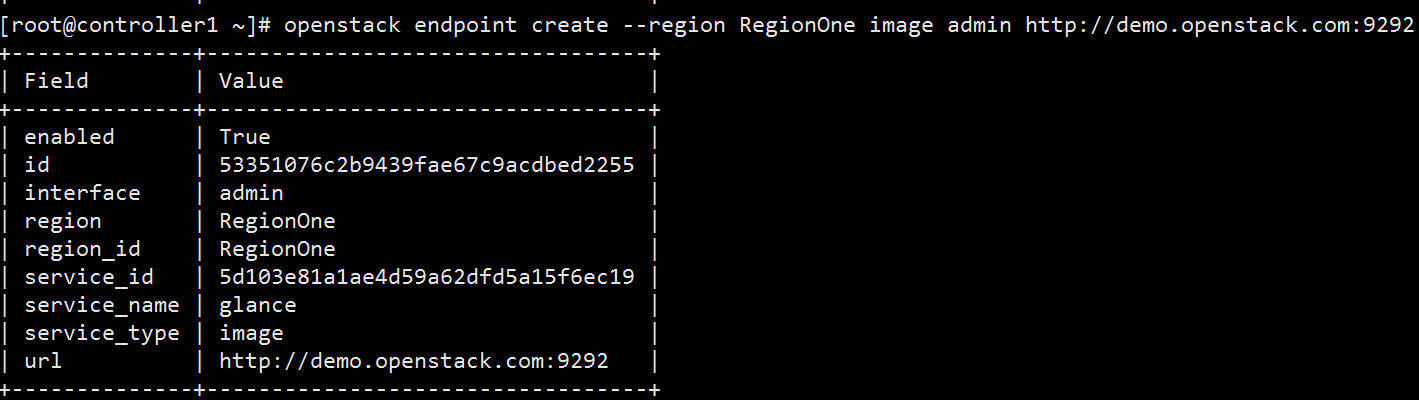 [root@controller1 ~]# openstack endpoint create --region RegionOne image admin http://demo.openstack.com:9292
+--------------+----------------------------------+
| Field        | Value                            |
+--------------+----------------------------------+
| enabled      | True                             |
| id           | 53351076c2b9439fae67c9acdbed2255 |
| interface    | admin                            |
| region       | RegionOne                        |
| region_id    | RegionOne                        |
| service_id   | 5d103e81a1ae4d59a62dfd5a15f6ec19 |
| service_name | glance                           |
| service_type | image                            |
| url          | http://demo.openstack.com:9292   |
+--------------+----------------------------------+